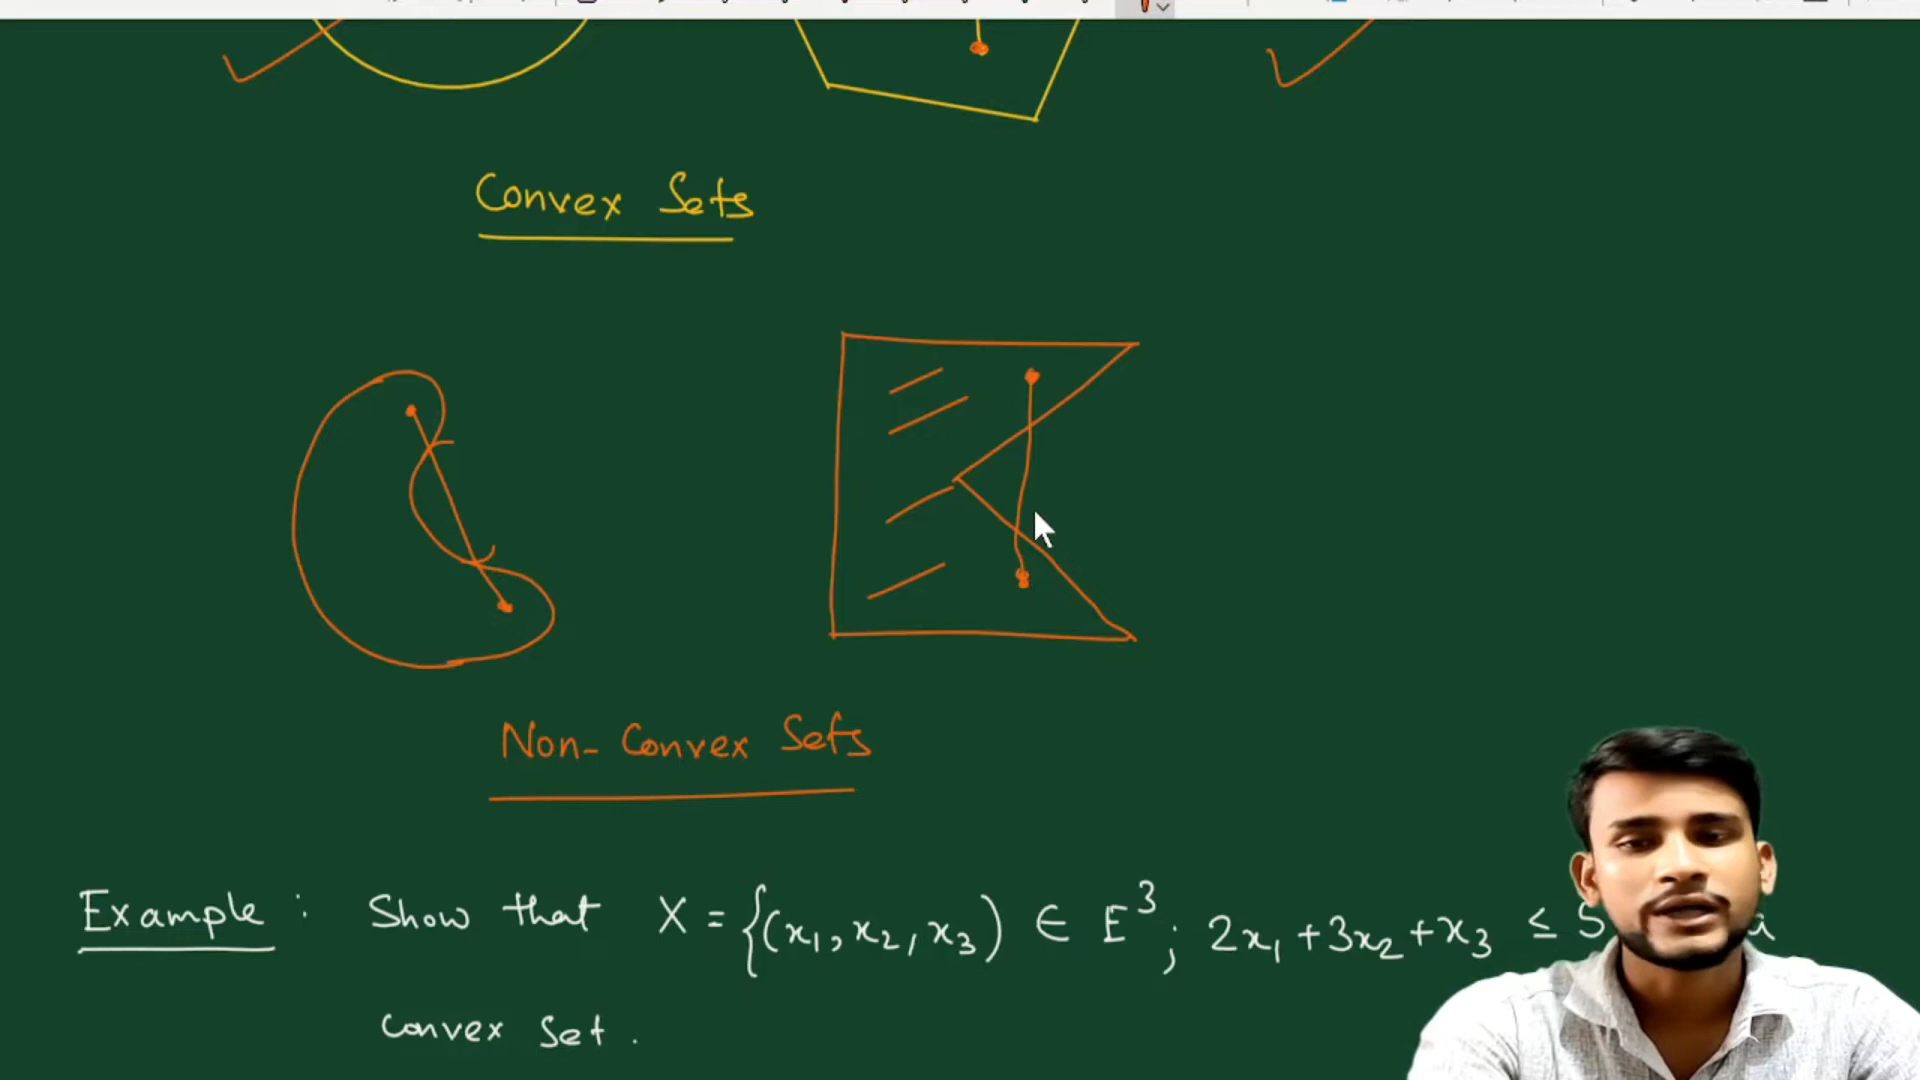 Convex Sets
Non-Convex Sets
Example: Show that X = {(x₁, x₂, x₃) ∈ E³; 2x₁ + 3x₂ + x₃ ≤ 5 a
Convex Set.